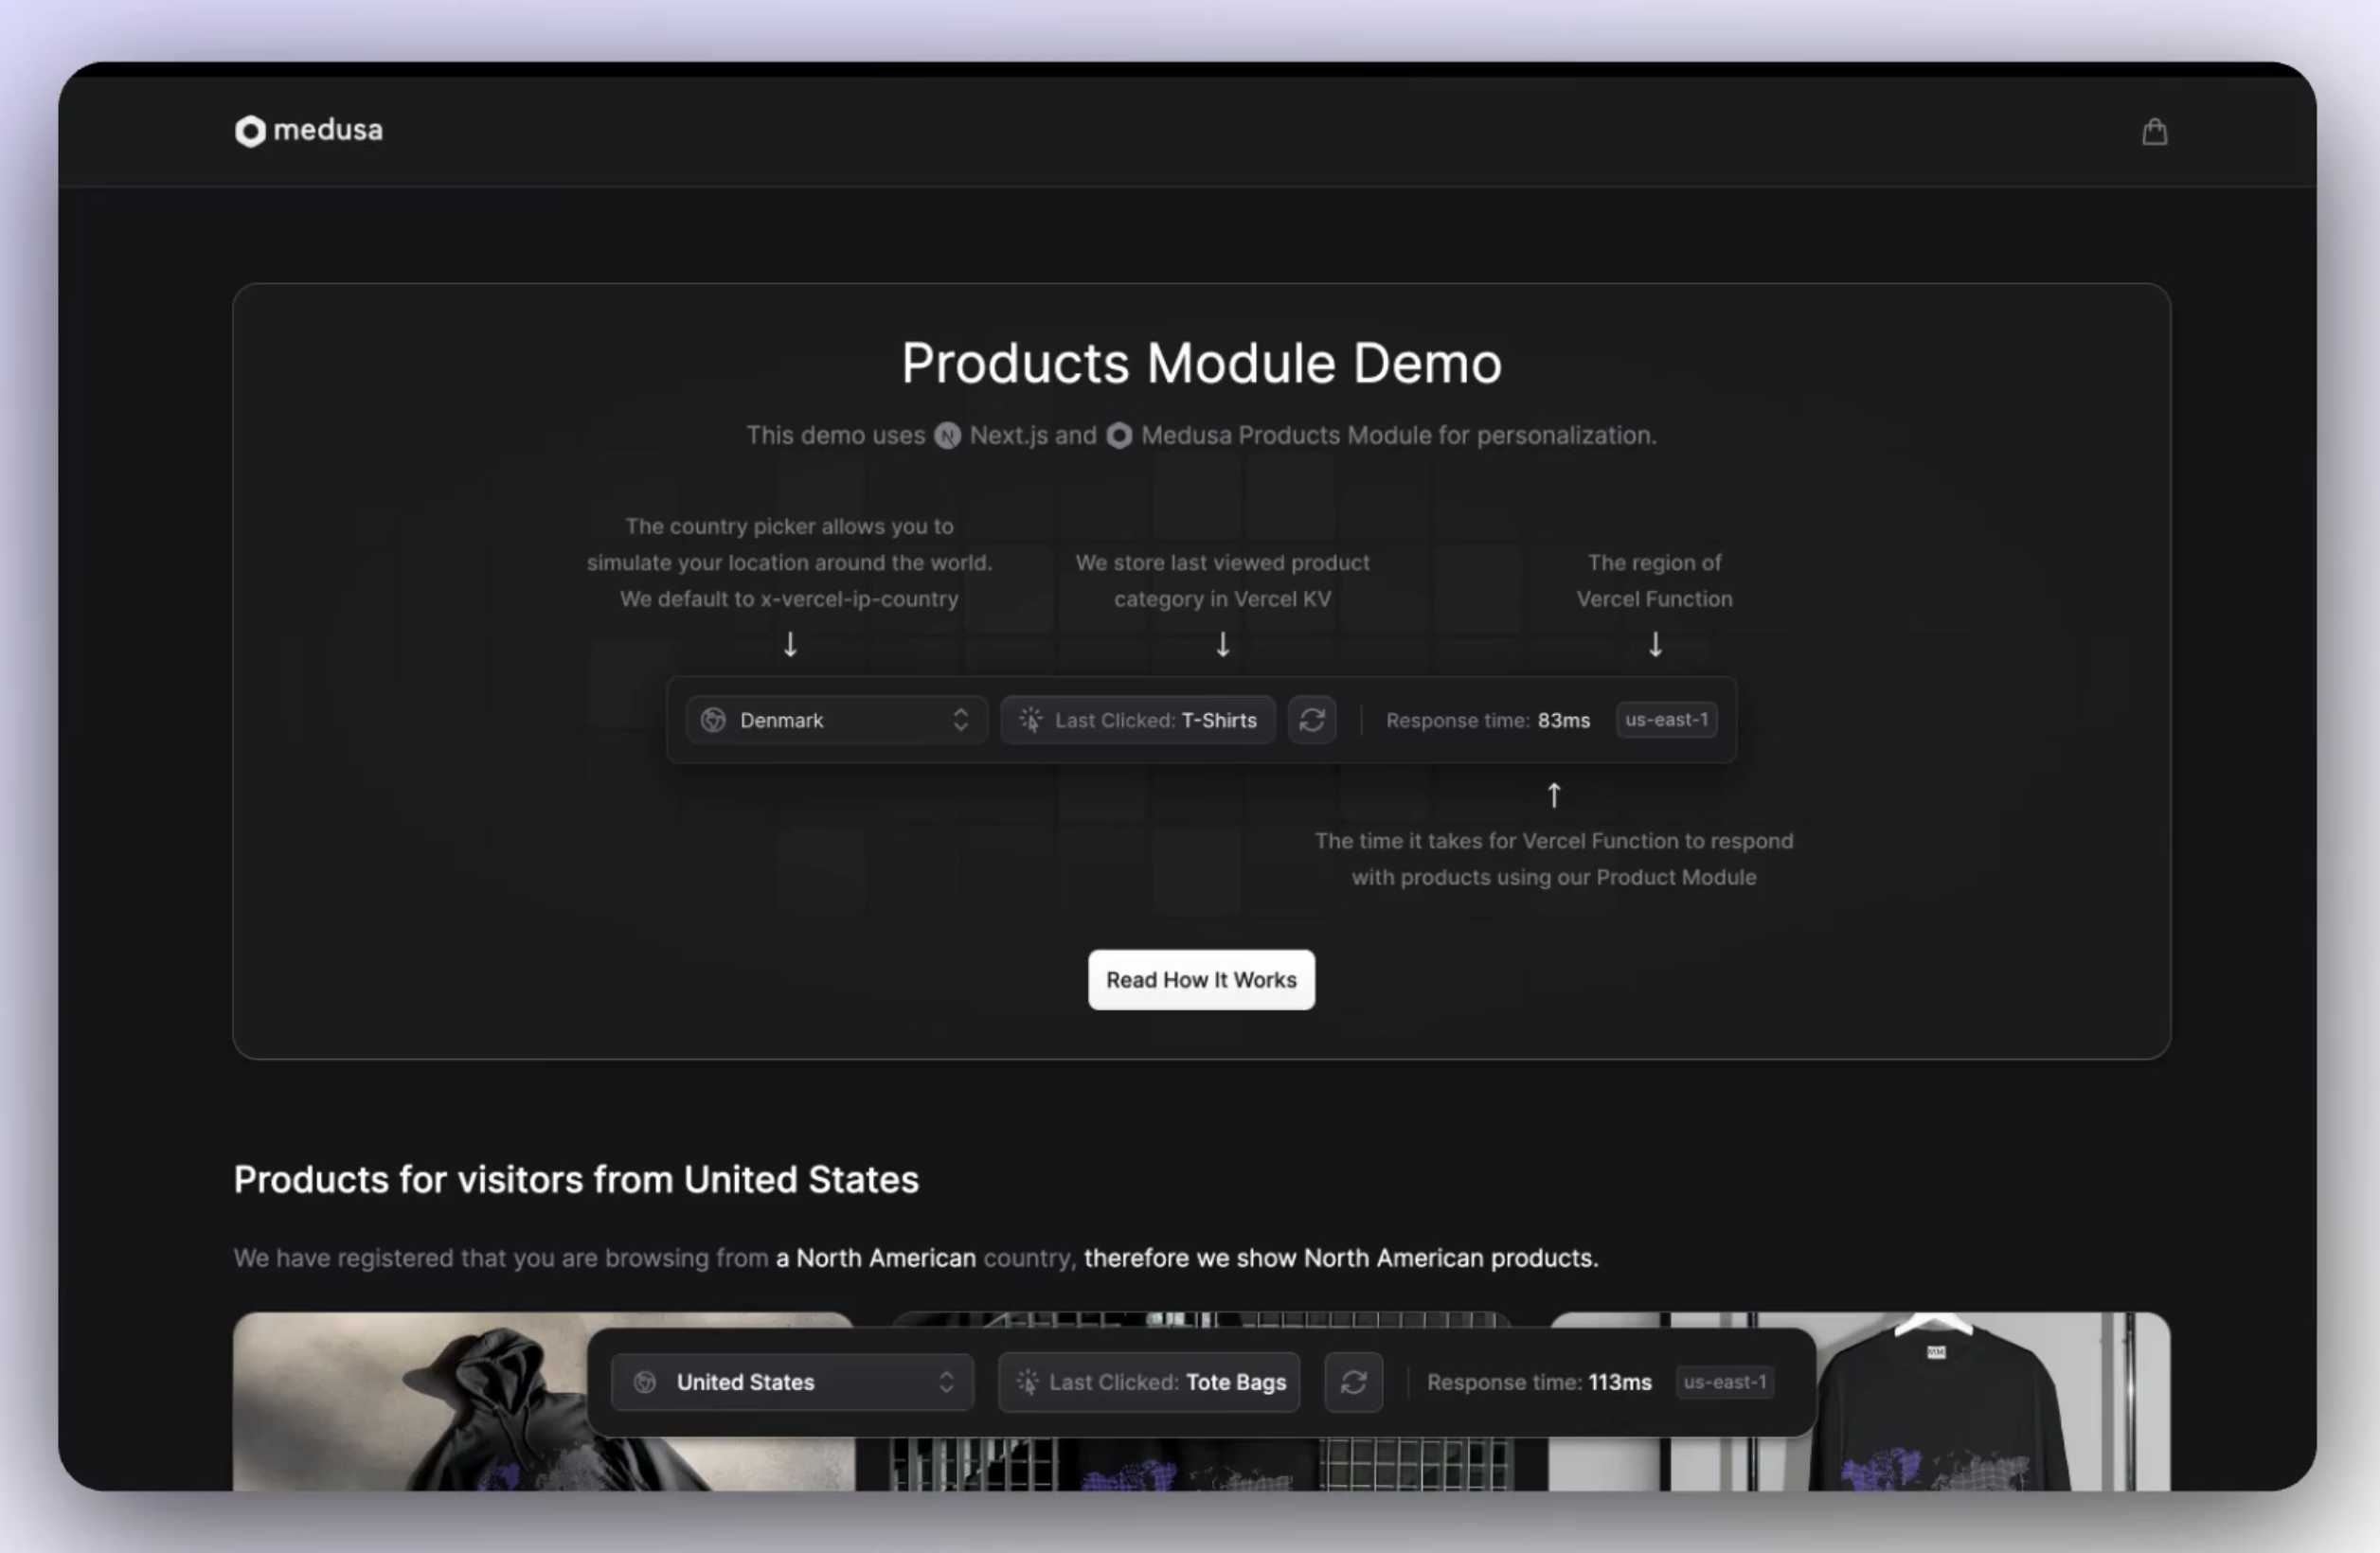 medusa
Products Module Demo
This demo uses Next.js and Medusa Products Module for personalization.
The country picker allows you to
simulate your location around the world.
We default to x-vercel-ip-country
We store last viewed product
category in Vercel KV
The region of
Vercel Function
↓ ↓ ↓
Denmark Last Clicked: T-Shirts Response time: 83ms us-east-1
↑
The time it takes for Vercel Function to respond
with products using our Product Module
Read How It Works
Products for visitors from United States
We have registered that you are browsing from a North American country, therefore we show North American products.
United States Last Clicked: Tote Bags Response time: 113ms us-east-1